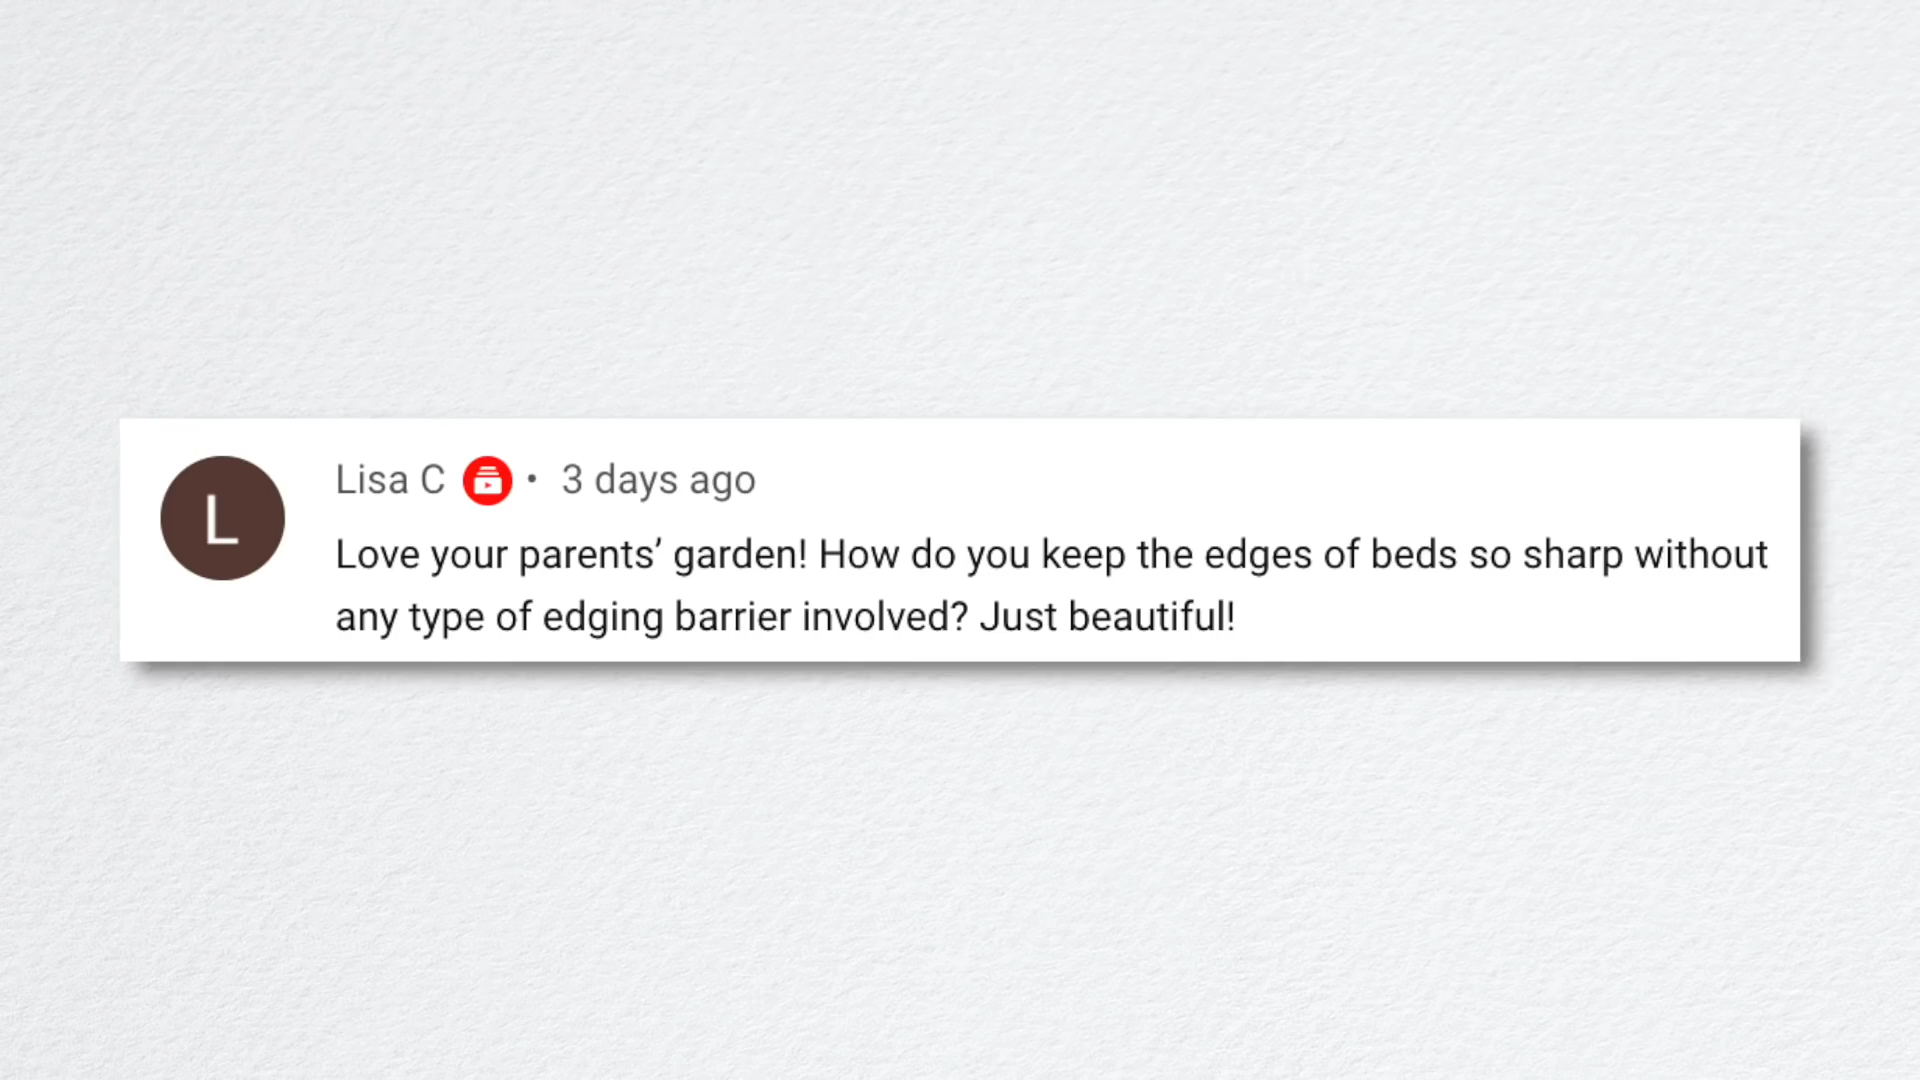 L
Lisa C • 3 days ago
Love your parents’ garden! How do you keep the edges of beds so sharp without
any type of edging barrier involved? Just beautiful!